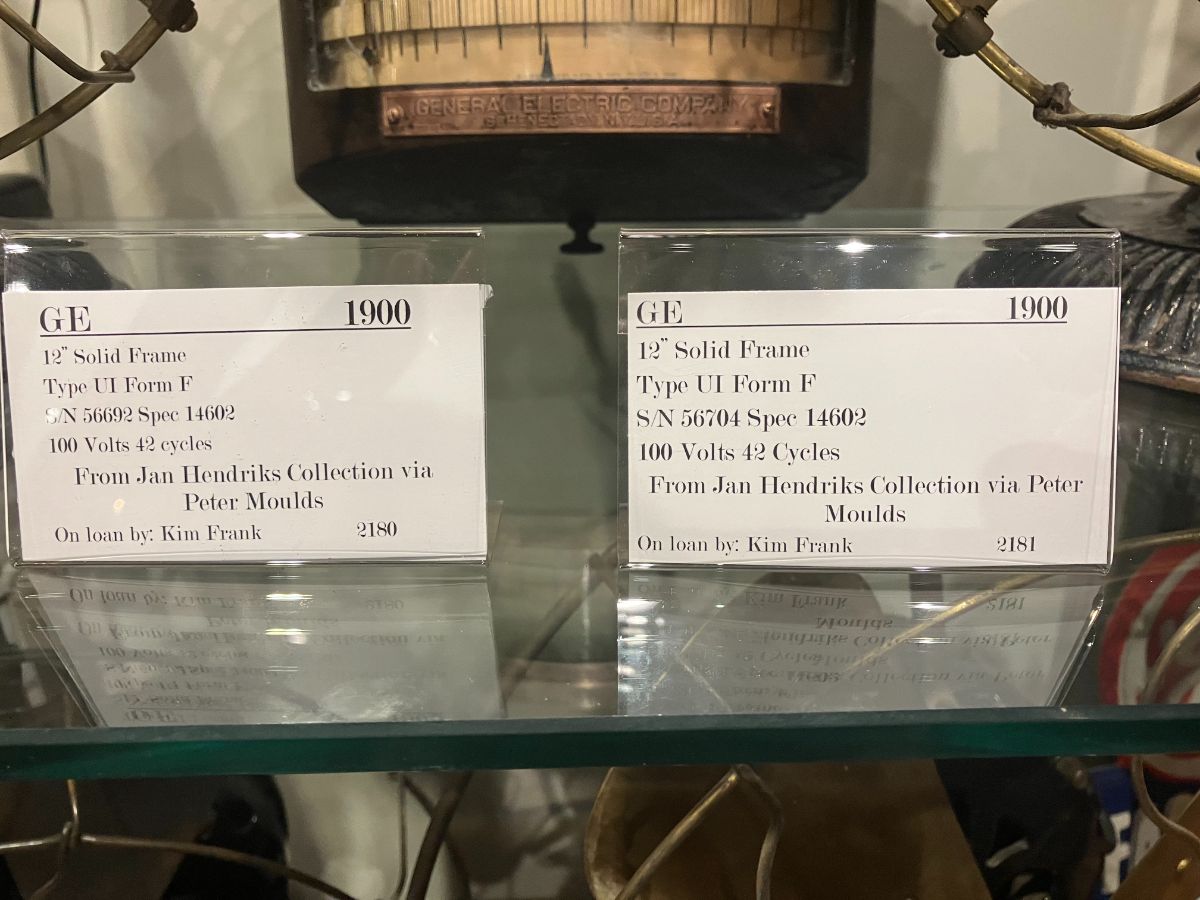 GENERAL ELECTRIC COMPANY
SCHENECTADY N.Y. U.S.A.
GE 1900
12" Solid Frame
Type UI Form F
S/N 56692 Spec 14602
100 Volts 42 cycles
From Jan Hendriks Collection via
Peter Moulds
On loan by: Kim Frank 2180
GE 1900
12" Solid Frame
Type UI Form F
S/N 56704 Spec 14602
100 Volts 42 Cycles
From Jan Hendriks Collection via Peter
Moulds
On loan by: Kim Frank 2181